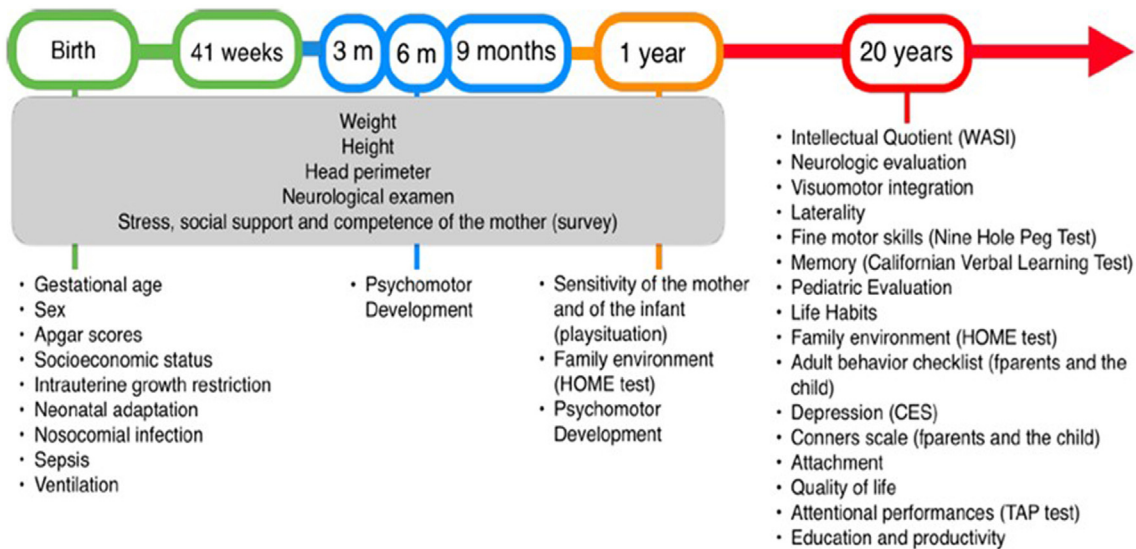 Birth
41 weeks
3 m
6 m
9 months
1 year
20 years
Weight
Height
Head perimeter
Neurological examen
Stress, social support and competence of the mother (survey)
· Gestational age
· Sex
· Apgar scores
· Socioeconomic status
· Intrauterine growth restriction
· Neonatal adaptation
· Nosocomial infection
· Sepsis
· Ventilation
· Psychomotor
Development
· Sensitivity of the mother
and of the infant
(playsituation)
· Family environment
(HOME test)
· Psychomotor
Development
· Intellectual Quotient (WASI)
· Neurologic evaluation
· Visuomotor integration
· Laterality
· Fine motor skills (Nine Hole Peg Test)
· Memory (Californian Verbal Learning Test)
· Pediatric Evaluation
· Life Habits
· Family environment (HOME test)
· Adult behavior checklist (fparents and the
child)
· Depression (CES)
· Conners scale (fparents and the child)
· Attachment
· Quality of life
· Attentional performances (TAP test)
· Education and productivity